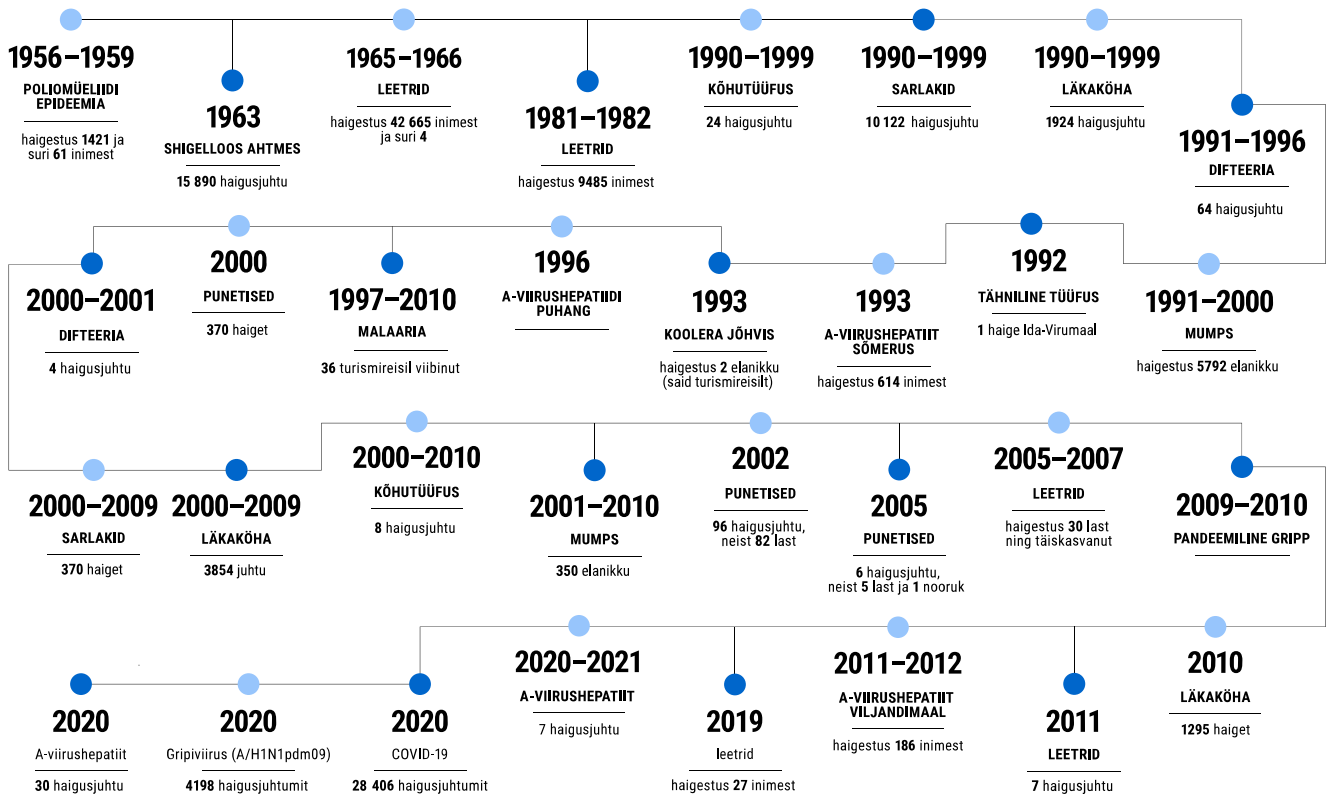 1956–1959
POLIOMÜELIIDI
EPIDEEMIA
haigestus 1421 ja
suri 61 inimest
1963
SHIGELLOOS AHTMES
15 890 haigusjuhtu
1965–1966
LEETRID
haigestus 42 665 inimest
ja suri 4
1981–1982
LEETRID
haigestus 9485 inimest
1990–1999
KÕHUTÜÜFUS
24 haigusjuhtu
1990–1999
SARLAKID
10 122 haigusjuhtu
1990–1999
LÄKAKÖHA
1924 haigusjuhtu
1991–1996
DIFTEERIA
64 haigusjuhtu
2000–2001
DIFTEERIA
4 haigusjuhtu
2000
PUNETISED
370 haiget
1997–2010
MALAARIA
36 turismireisil viibinut
1996
A-VIIRUSHEPATIIDI
PUHANG
1993
KOOLERA JÕHVIS
haigestus 2 elanikku
(said turismireisilt)
1993
A-VIIRUSHEPATIIT
SÕMERUS
haigestus 614 inimest
1992
TÄHNILINE TÜÜFUS
1 haige Ida-Virumaal
1991–2000
MUMPS
haigestus 5792 elanikku
2000–2009
SARLAKID
370 haiget
2000–2009
LÄKAKÖHA
3854 juhtu
2000–2010
KÕHUTÜÜFUS
8 haigusjuhtu
2001–2010
MUMPS
350 elanikku
2002
PUNETISED
96 haigusjuhtu,
neist 82 last
2005
PUNETISED
6 haigusjuhtu,
neist 5 last ja 1 nooruk
2005–2007
LEETRID
haigestus 30 last
ning täiskasvanut
2009–2010
PANDEEMILINE GRIPP
2020
A-viirushepatiit
30 haigusjuhtu
2020
Gripiviirus (A/H1N1pdm09)
4198 haigusjuhtumit
2020
COVID-19
28 406 haigusjuhtumit
2020–2021
A-VIIRUSHEPATIIT
7 haigusjuhtu
2019
leetrid
haigestus 27 inimest
2011–2012
A-VIIRUSHEPATIIT
VILJANDIMAAL
haigestus 186 inimest
2011
LEETRID
7 haigusjuhtu
2010
LÄKAKÖHA
1295 haiget